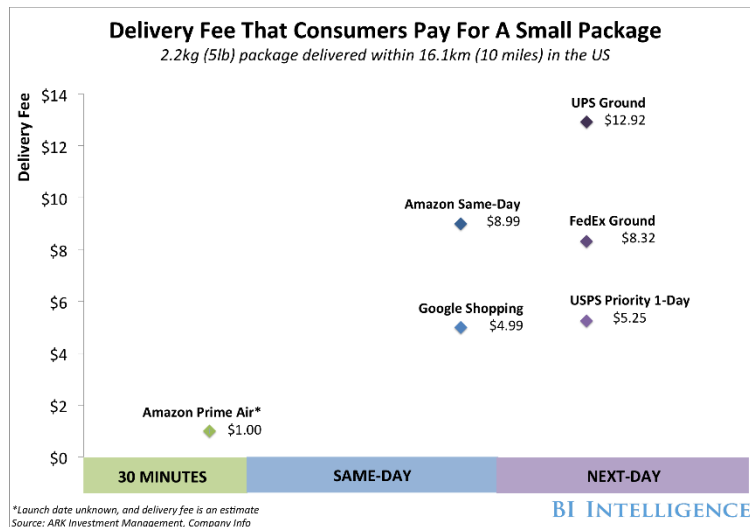 Delivery Fee That Consumers Pay For A Small Package
2.2kg (5lb) package delivered within 16.1km (10 miles) in the US
Delivery Fee
$14
$12
$10
$8
$6
$4
$2
$0
UPS Ground
$12.92
Amazon Same-Day
$8.99
FedEx Ground
$8.32
Google Shopping
$4.99
USPS Priority 1-Day
$5.25
Amazon Prime Air*
$1.00
30 MINUTES
SAME-DAY
NEXT-DAY
*Launch date unknown, and delivery fee is an estimate
Source: ARK Investment Management, Company Info
BI INTELLIGENCE